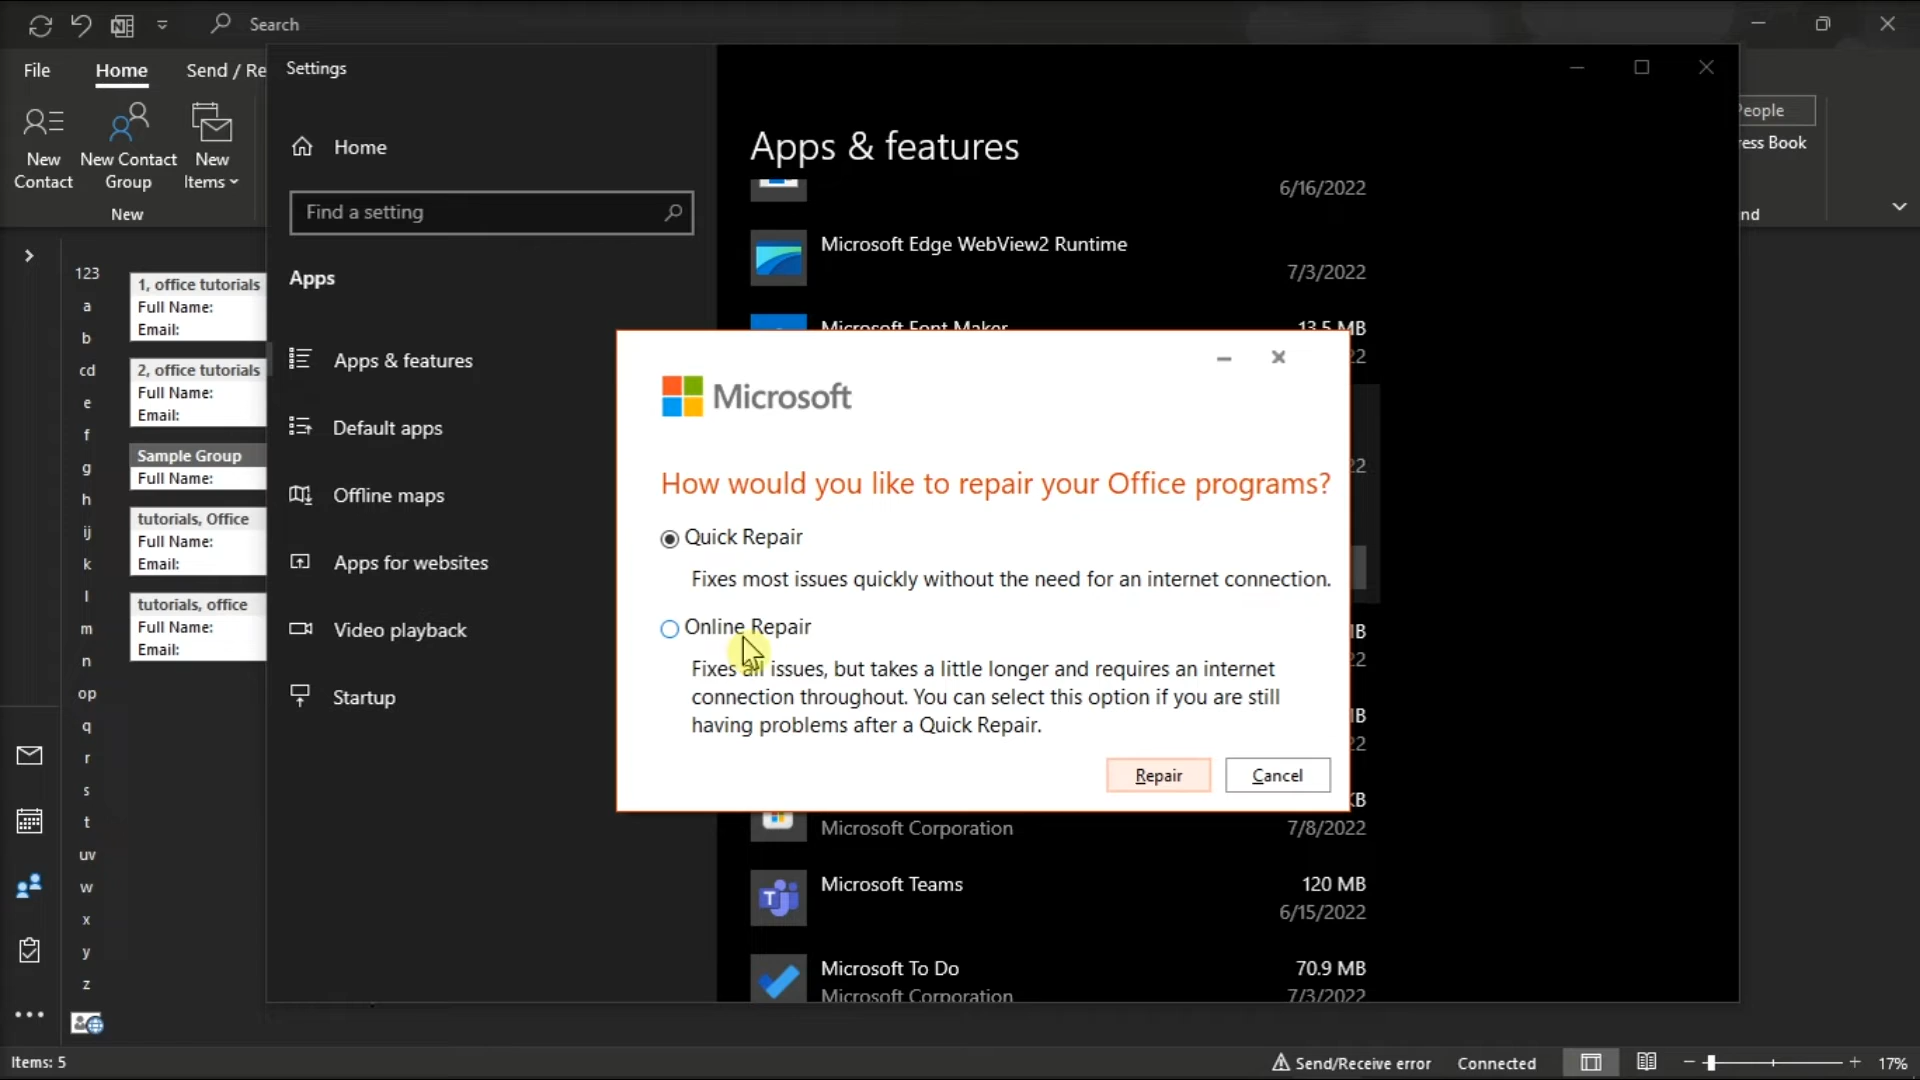 Search
File
Home
Send / Re
New Contact
New Contact Group
New Items
New
People
ress Book
nd
123
a
b
cd
e
f
g
h
ij
k
l
m
n
op
q
r
s
t
uv
w
x
y
z
1, office tutorials
Full Name:
Email:
2, office tutorials
Full Name:
Email:
Sample Group
Full Name:
tutorials, Office
Full Name:
Email:
tutorials, office
Full Name:
Email:
Settings
Home
Find a setting
Apps
Apps & features
Default apps
Offline maps
Apps for websites
Video playback
Startup
Apps & features
6/16/2022
Microsoft Edge WebView2 Runtime
7/3/2022
Microsoft Font Maker
13.5 MB
Microsoft
How would you like to repair your Office programs?
Quick Repair
Fixes most issues quickly without the need for an internet connection.
Online Repair
Fixes all issues, but takes a little longer and requires an internet
connection throughout. You can select this option if you are still
having problems after a Quick Repair.
Repair
Cancel
Microsoft Corporation
7/8/2022
Microsoft Teams
120 MB
6/15/2022
Microsoft To Do
70.9 MB
Microsoft Corporation
7/3/2022
Items: 5
Send/Receive error
Connected
17%